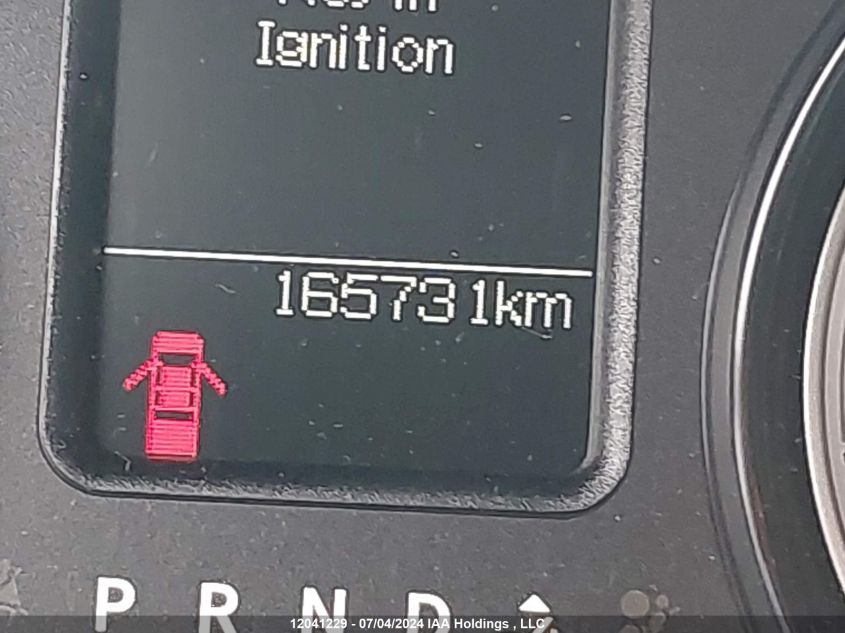 Ignition
165731km
P R N D
12041229 - 07/04/2024 IAA Holdings , LLC